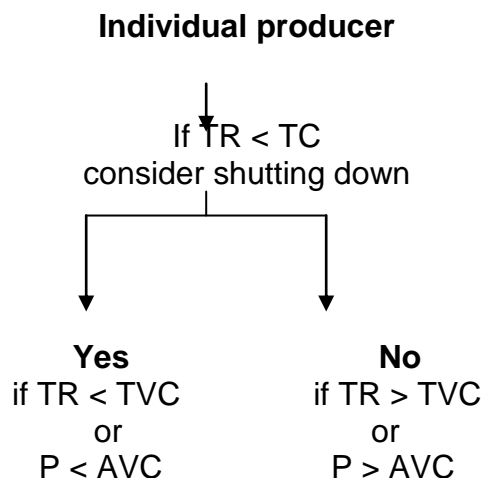 Individual producer
If TR < TC
consider shutting down
Yes
if TR < TVC
or
P < AVC
No
if TR > TVC
or
P > AVC